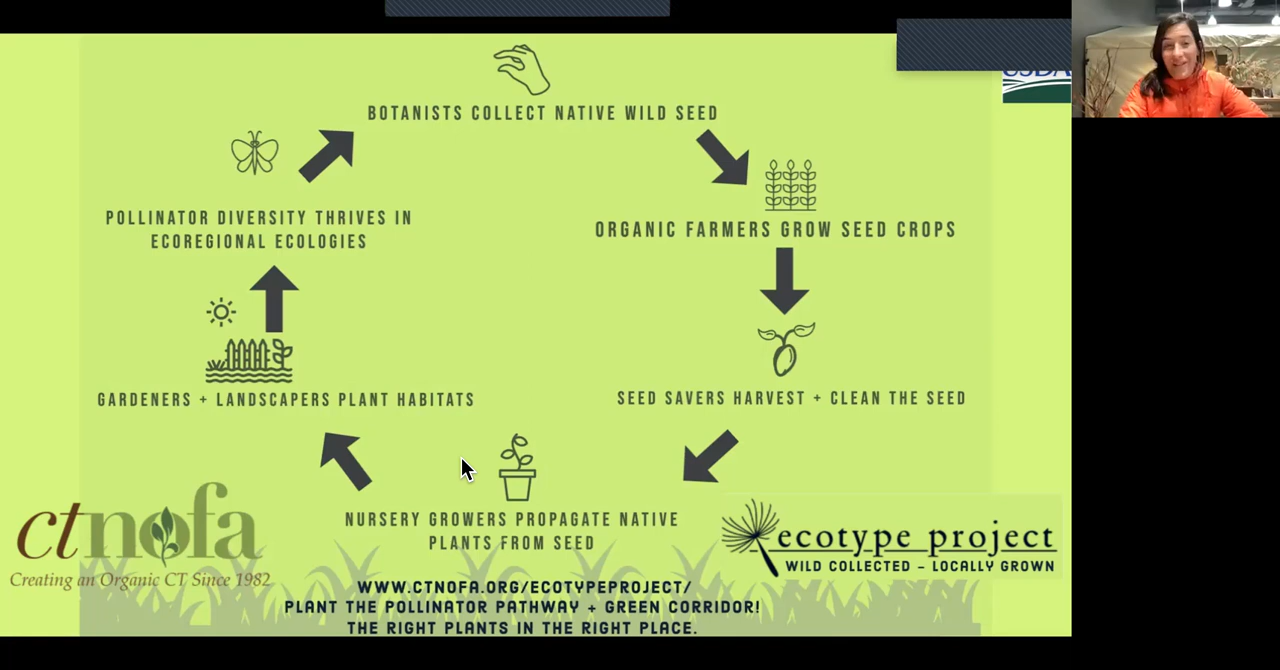 USDA
BOTANISTS COLLECT NATIVE WILD SEED
ORGANIC FARMERS GROW SEED CROPS
SEED SAVERS HARVEST + CLEAN THE SEED
NURSERY GROWERS PROPAGATE NATIVE
PLANTS FROM SEED
GARDENERS + LANDSCAPERS PLANT HABITATS
POLLINATOR DIVERSITY THRIVES IN
ECOREGIONAL ECOLOGIES
ctnofa
Creating an Organic CT Since 1982
ecotype project
WILD COLLECTED – LOCALLY GROWN
WWW.CTNOFA.ORG/ECOTYPEPROJECT/
PLANT THE POLLINATOR PATHWAY + GREEN CORRIDOR!
THE RIGHT PLANTS IN THE RIGHT PLACE.